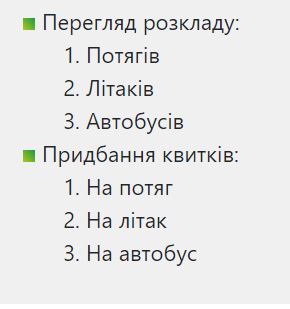 Перегляд розкладу:
1. Потягів
2. Літаків
3. Автобусів
Придбання квитків:
1. На потяг
2. На літак
3. На автобус